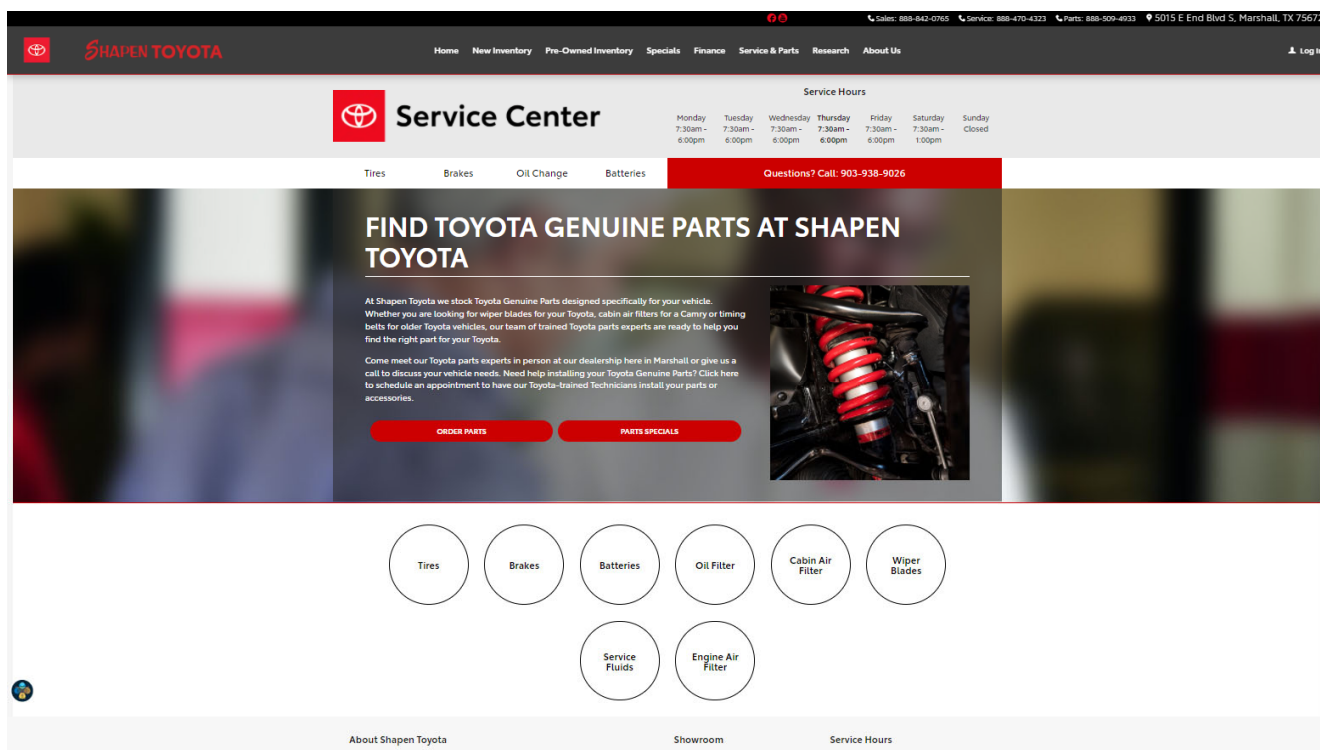 Sales: 888-842-0765 Service: 888-470-4323 Parts: 888-509-4933 5015 E End Blvd S, Marshall, TX 75672
SHAPEN TOYOTA
Home New Inventory Pre-Owned Inventory Specials Finance Service & Parts Research About Us
Log In
Service Center
Service Hours
Monday Tuesday Wednesday Thursday Friday Saturday Sunday
7:30am - 7:30am - 7:30am - 7:30am - 7:30am - 7:30am - Closed
6:00pm 6:00pm 6:00pm 6:00pm 6:00pm 1:00pm
Tires Brakes Oil Change Batteries Questions? Call: 903-938-9026
FIND TOYOTA GENUINE PARTS AT SHAPEN
TOYOTA
At Shapen Toyota we stock Toyota Genuine Parts designed specifically for your vehicle.
Whether you are looking for wiper blades for your Toyota, cabin air filters for a Camry or timing
belts for older Toyota vehicles, our team of trained Toyota parts experts are ready to help you
find the right part for your Toyota.
Come meet our Toyota parts experts in person at our dealership here in Marshall or give us a
call to discuss your vehicle needs. Need help installing your Toyota Genuine Parts? Click here
to schedule an appointment to have our Toyota-trained Technicians install your parts or
accessories.
ORDER PARTS PARTS SPECIALS
Tires Brakes Batteries Oil Filter Cabin Air Wiper
Filter Blades
Service Engine Air
Fluids Filter
About Shapen Toyota Showroom Service Hours